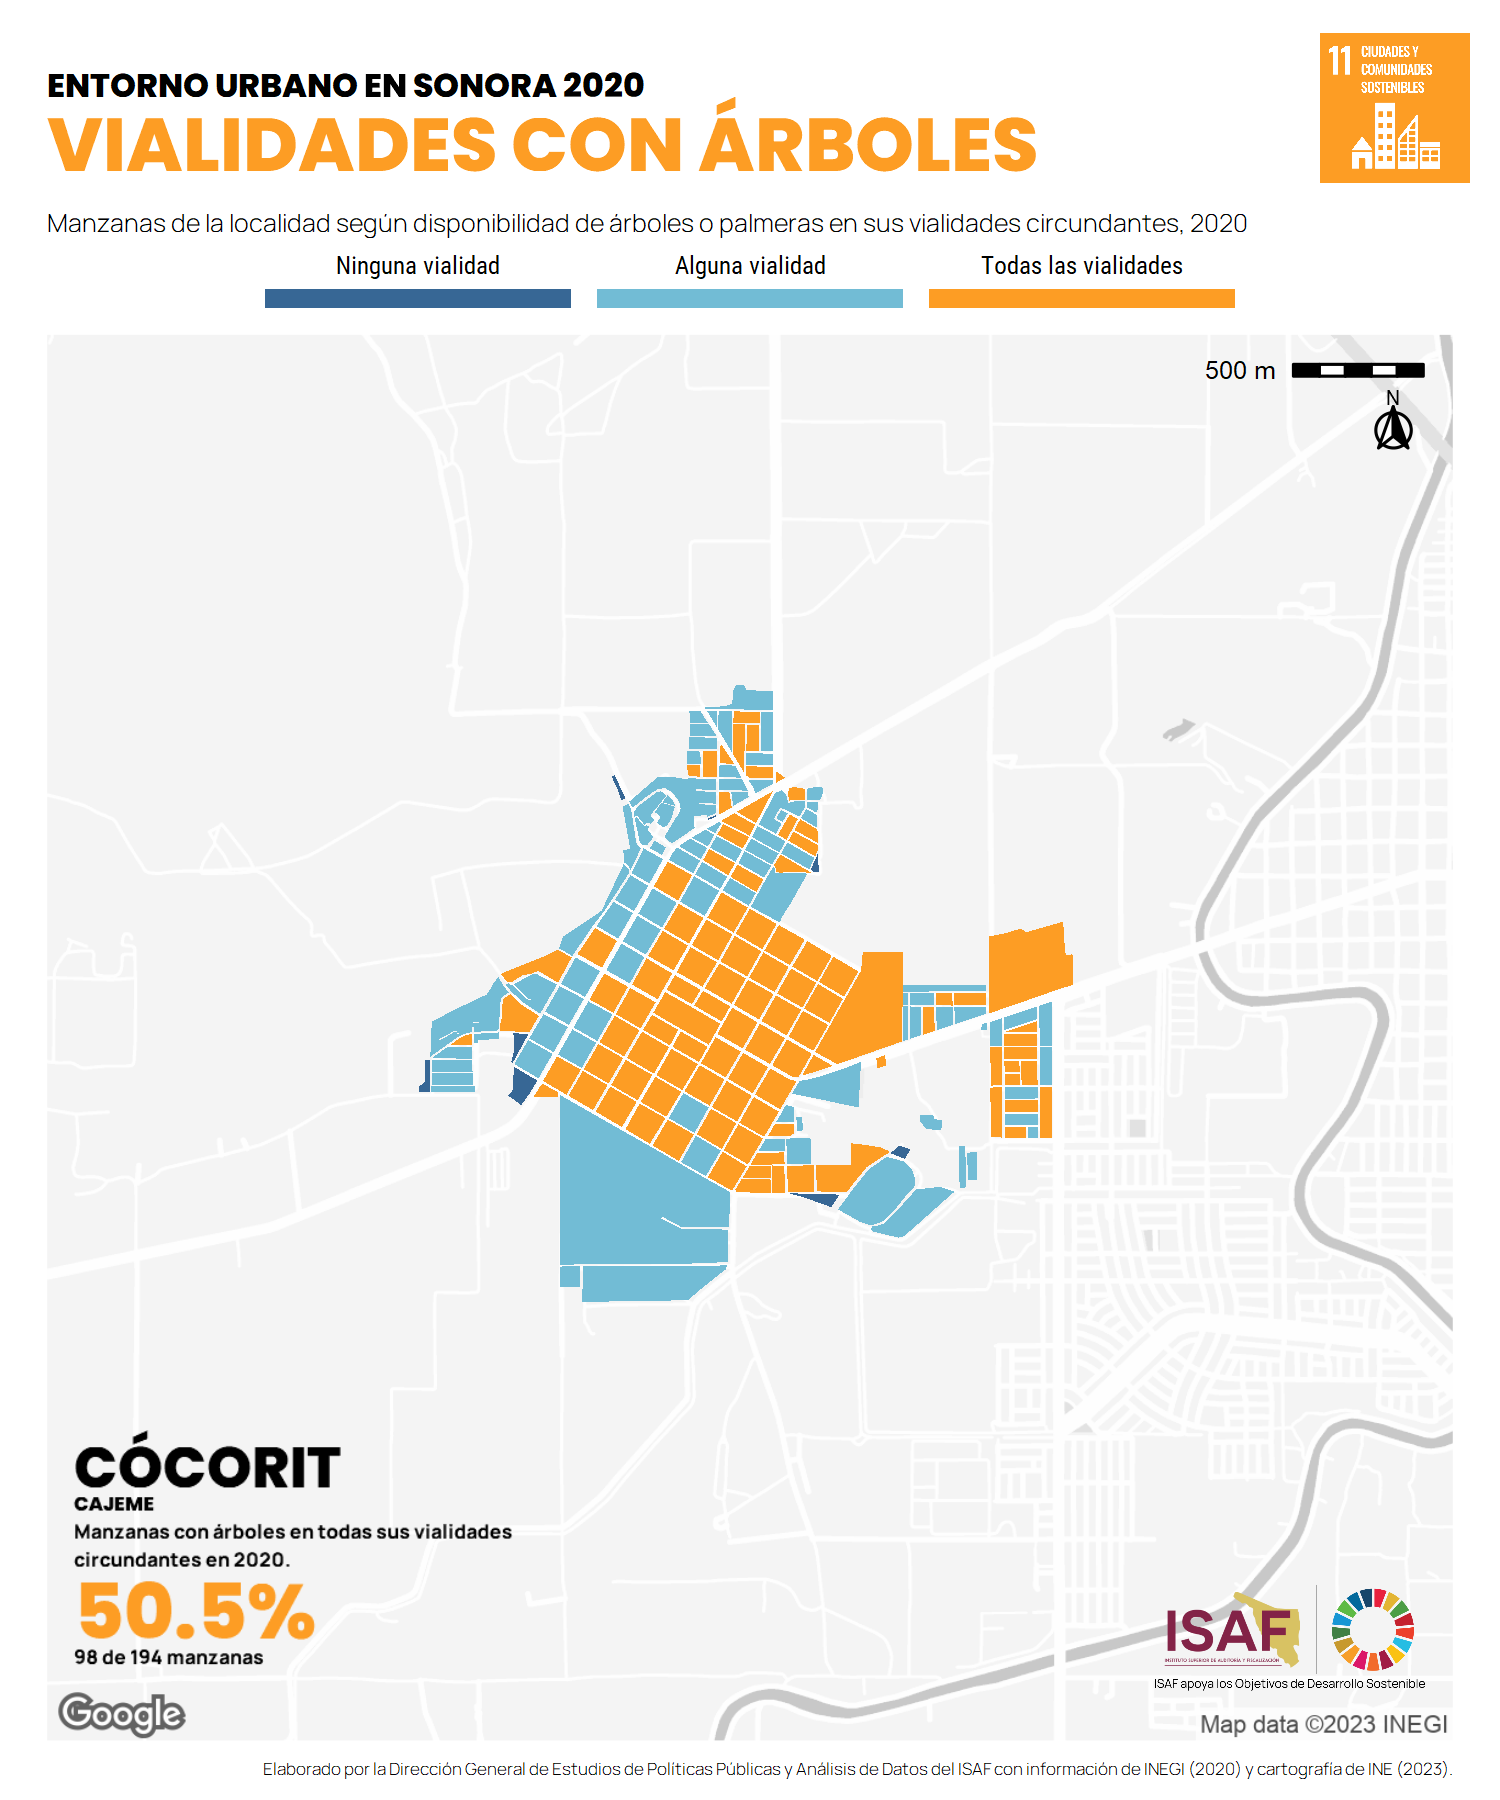 ENTORNO URBANO EN SONORA 2020
VIALIDADES CON ÁRBOLES
11 CIUDADES Y
COMUNIDADES
SOSTENIBLES
Manzanas de la localidad según disponibilidad de árboles o palmeras en sus vialidades circundantes, 2020
Ninguna vialidad
Alguna vialidad
Todas las vialidades
500 m
N
CÓCORIT
CAJEME
Manzanas con árboles en todas sus vialidades
circundantes en 2020.
50.5%
98 de 194 manzanas
ISAF
INSTITUTO SUPERIOR DE AUDITORÍA Y FISCALIZACIÓN
ISAF apoya los Objetivos de Desarrollo Sostenible
Google
Map data ©2023 INEGI
Elaborado por la Dirección General de Estudios de Políticas Públicas y Análisis de Datos del ISAF con información de INEGI (2020) y cartografía de INE (2023).